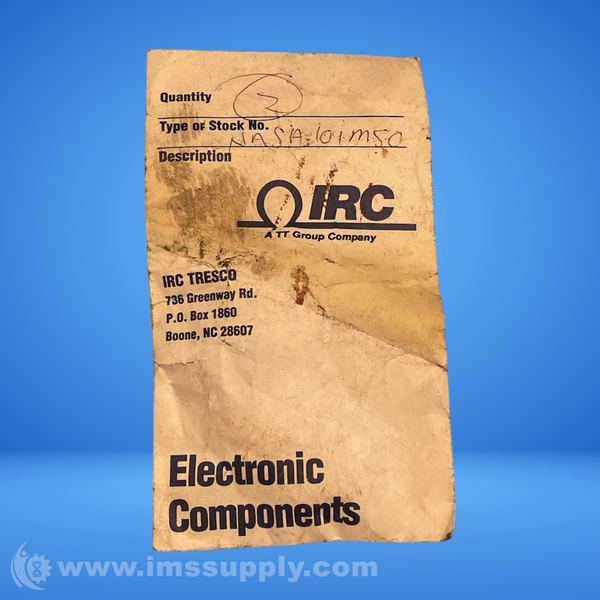 Quantity 2
Type or Stock No.
NASA 101M50
Description
IRC
A TT Group Company
IRC TRESCO
736 Greenway Rd.
P.O. Box 1860
Boone, NC 28607
Electronic
Components
www.imssupply.com